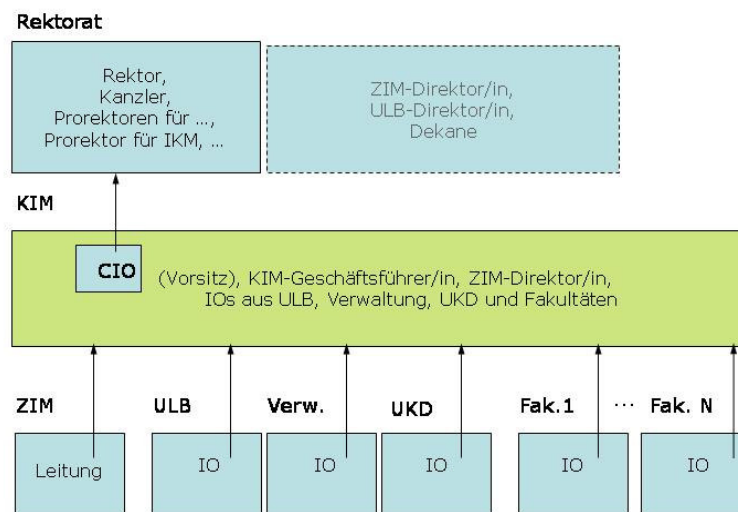 Rektorat
Rektor,
Kanzler,
Prorektoren für ...,
Prorektor für IKM, ...
ZIM-Direktor/in,
ULB-Direktor/in,
Dekane
KIM
CIO
(Vorsitz), KIM-Geschäftsführer/in, ZIM-Direktor/in,
IOs aus ULB, Verwaltung, UKD und Fakultäten
ZIM
ULB
Verw.
UKD
Fak.1
...
Fak. N
Leitung
IO
IO
IO
IO
IO